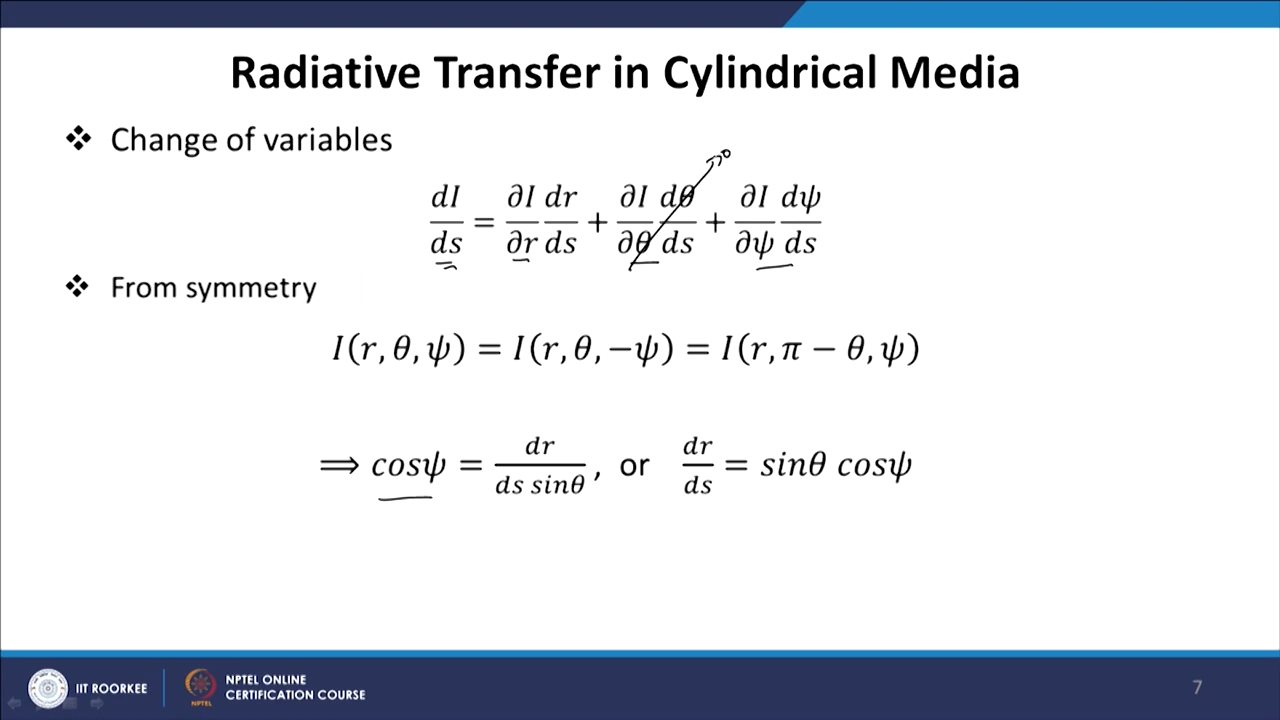 Radiative Transfer in Cylindrical Media
❖ Change of variables
dI/ds = ∂I/∂r dr/ds + ∂I/∂θ dθ/ds + ∂I/∂ψ dψ/ds
❖ From symmetry
I(r, θ, ψ) = I(r, θ, −ψ) = I(r, π − θ, ψ)
⟹ cosψ = dr/(ds sinθ), or dr/ds = sinθ cosψ
IIT ROORKEE
NPTEL ONLINE
CERTIFICATION COURSE
NPTEL
7